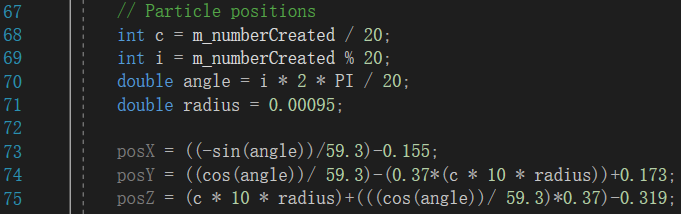 67 // Particle positions
68 int c = m_numberCreated / 20;
69 int i = m_numberCreated % 20;
70 double angle = i * 2 * PI / 20;
71 double radius = 0.00095;
72
73 posX = ((-sin(angle))/59.3)-0.155;
74 posY = ((cos(angle))/ 59.3)-(0.37*(c * 10 * radius))+0.173;
75 posZ = (c * 10 * radius)+(((cos(angle))/ 59.3)*0.37)-0.319;